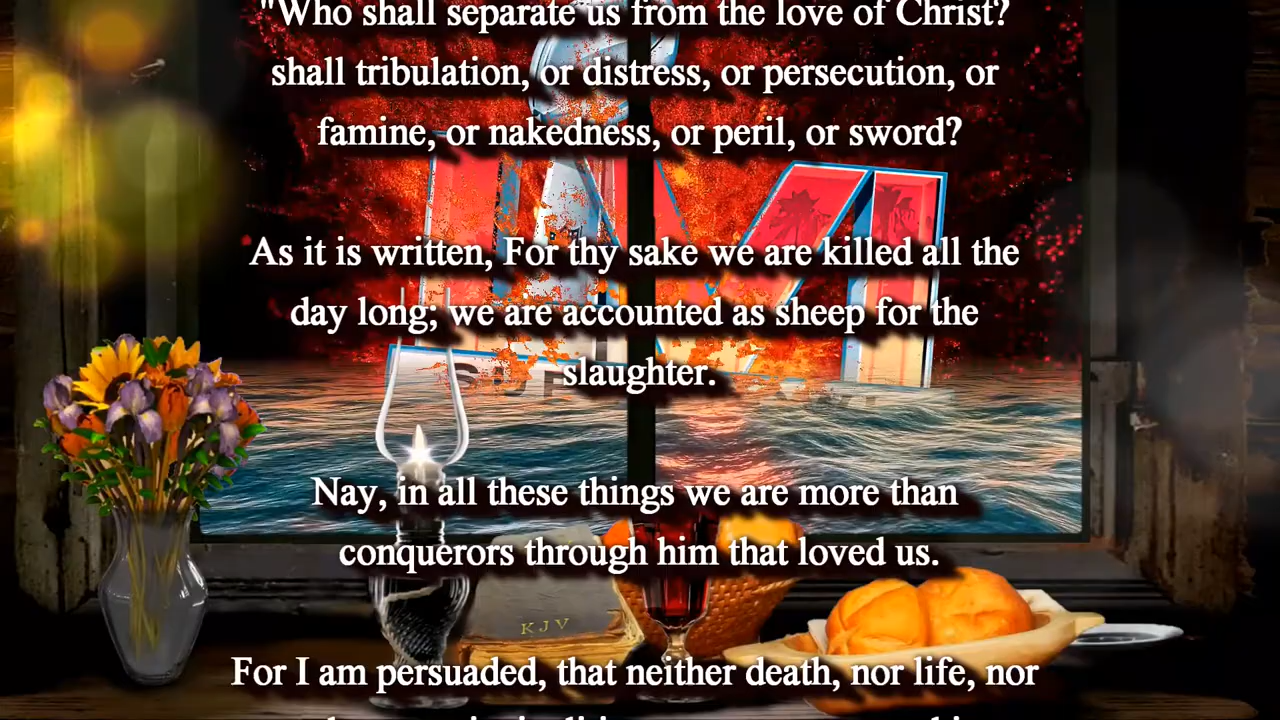 "Who shall separate us from the love of Christ?
shall tribulation, or distress, or persecution, or
famine, or nakedness, or peril, or sword?
As it is written, For thy sake we are killed all the
day long; we are accounted as sheep for the
slaughter.
Nay, in all these things we are more than
conquerors through him that loved us.
KJV
For I am persuaded, that neither death, nor life, nor